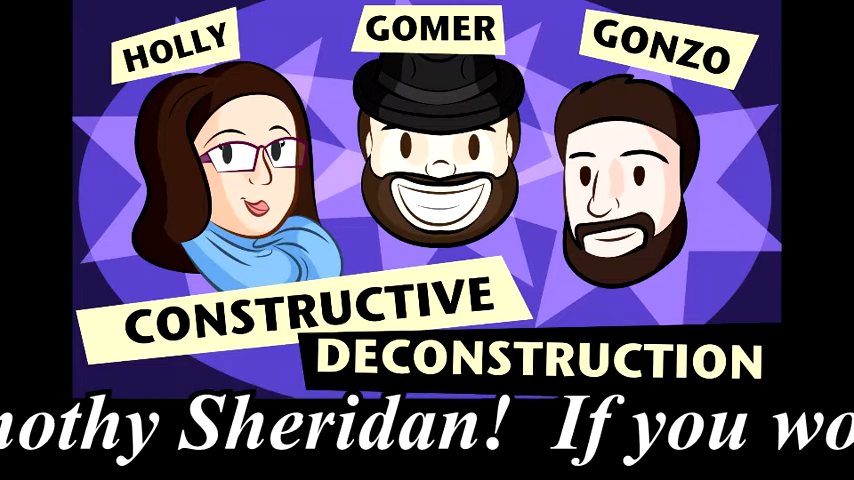 HOLLY
GOMER
GONZO
CONSTRUCTIVE
DECONSTRUCTION
Sheridan! If you